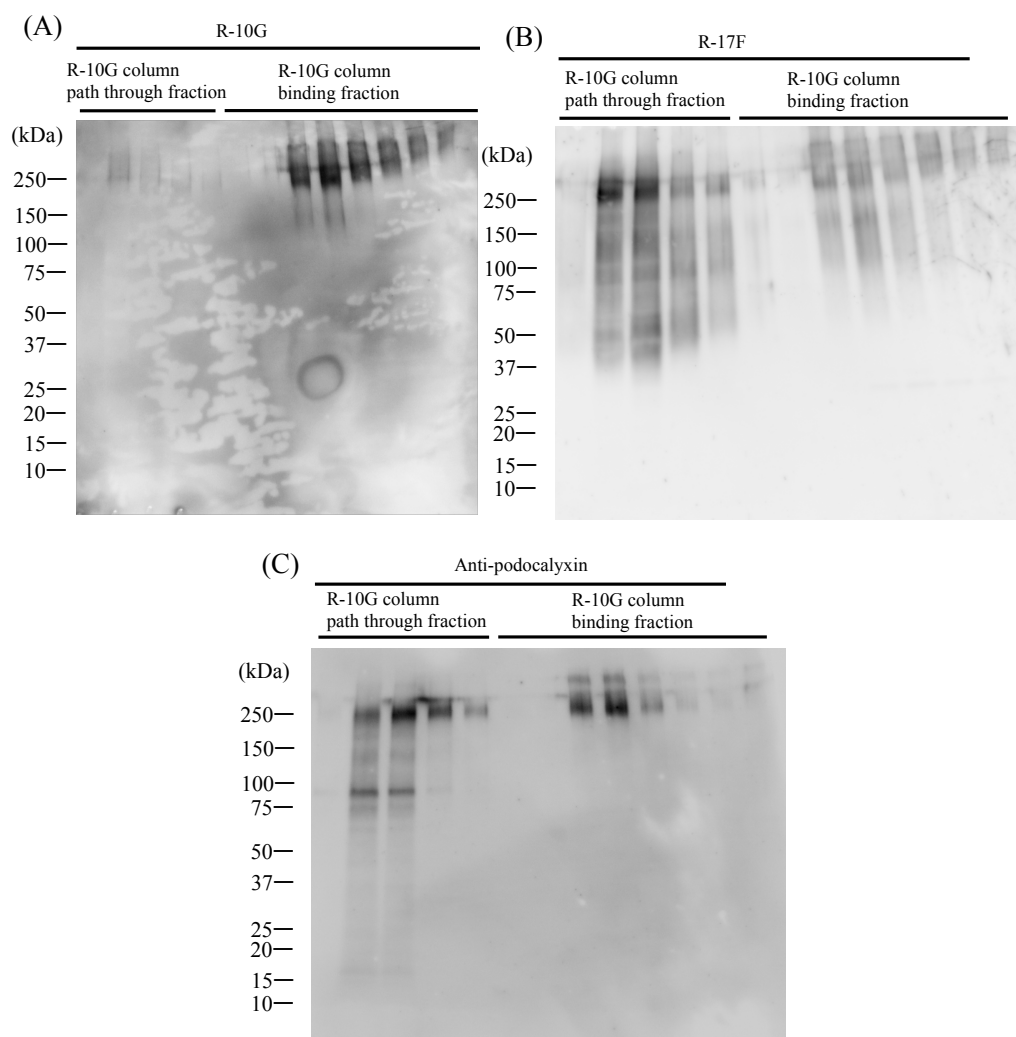 (A)
R-10G
R-10G column
path through fraction
R-10G column
binding fraction
(kDa)
250
150
100
75
50
37
25
20
15
10
(B)
R-17F
R-10G column
path through fraction
R-10G column
binding fraction
(kDa)
250
150
100
75
50
37
25
20
15
10
(C)
Anti-podocalyxin
R-10G column
path through fraction
R-10G column
binding fraction
(kDa)
250
150
100
75
50
37
25
20
15
10